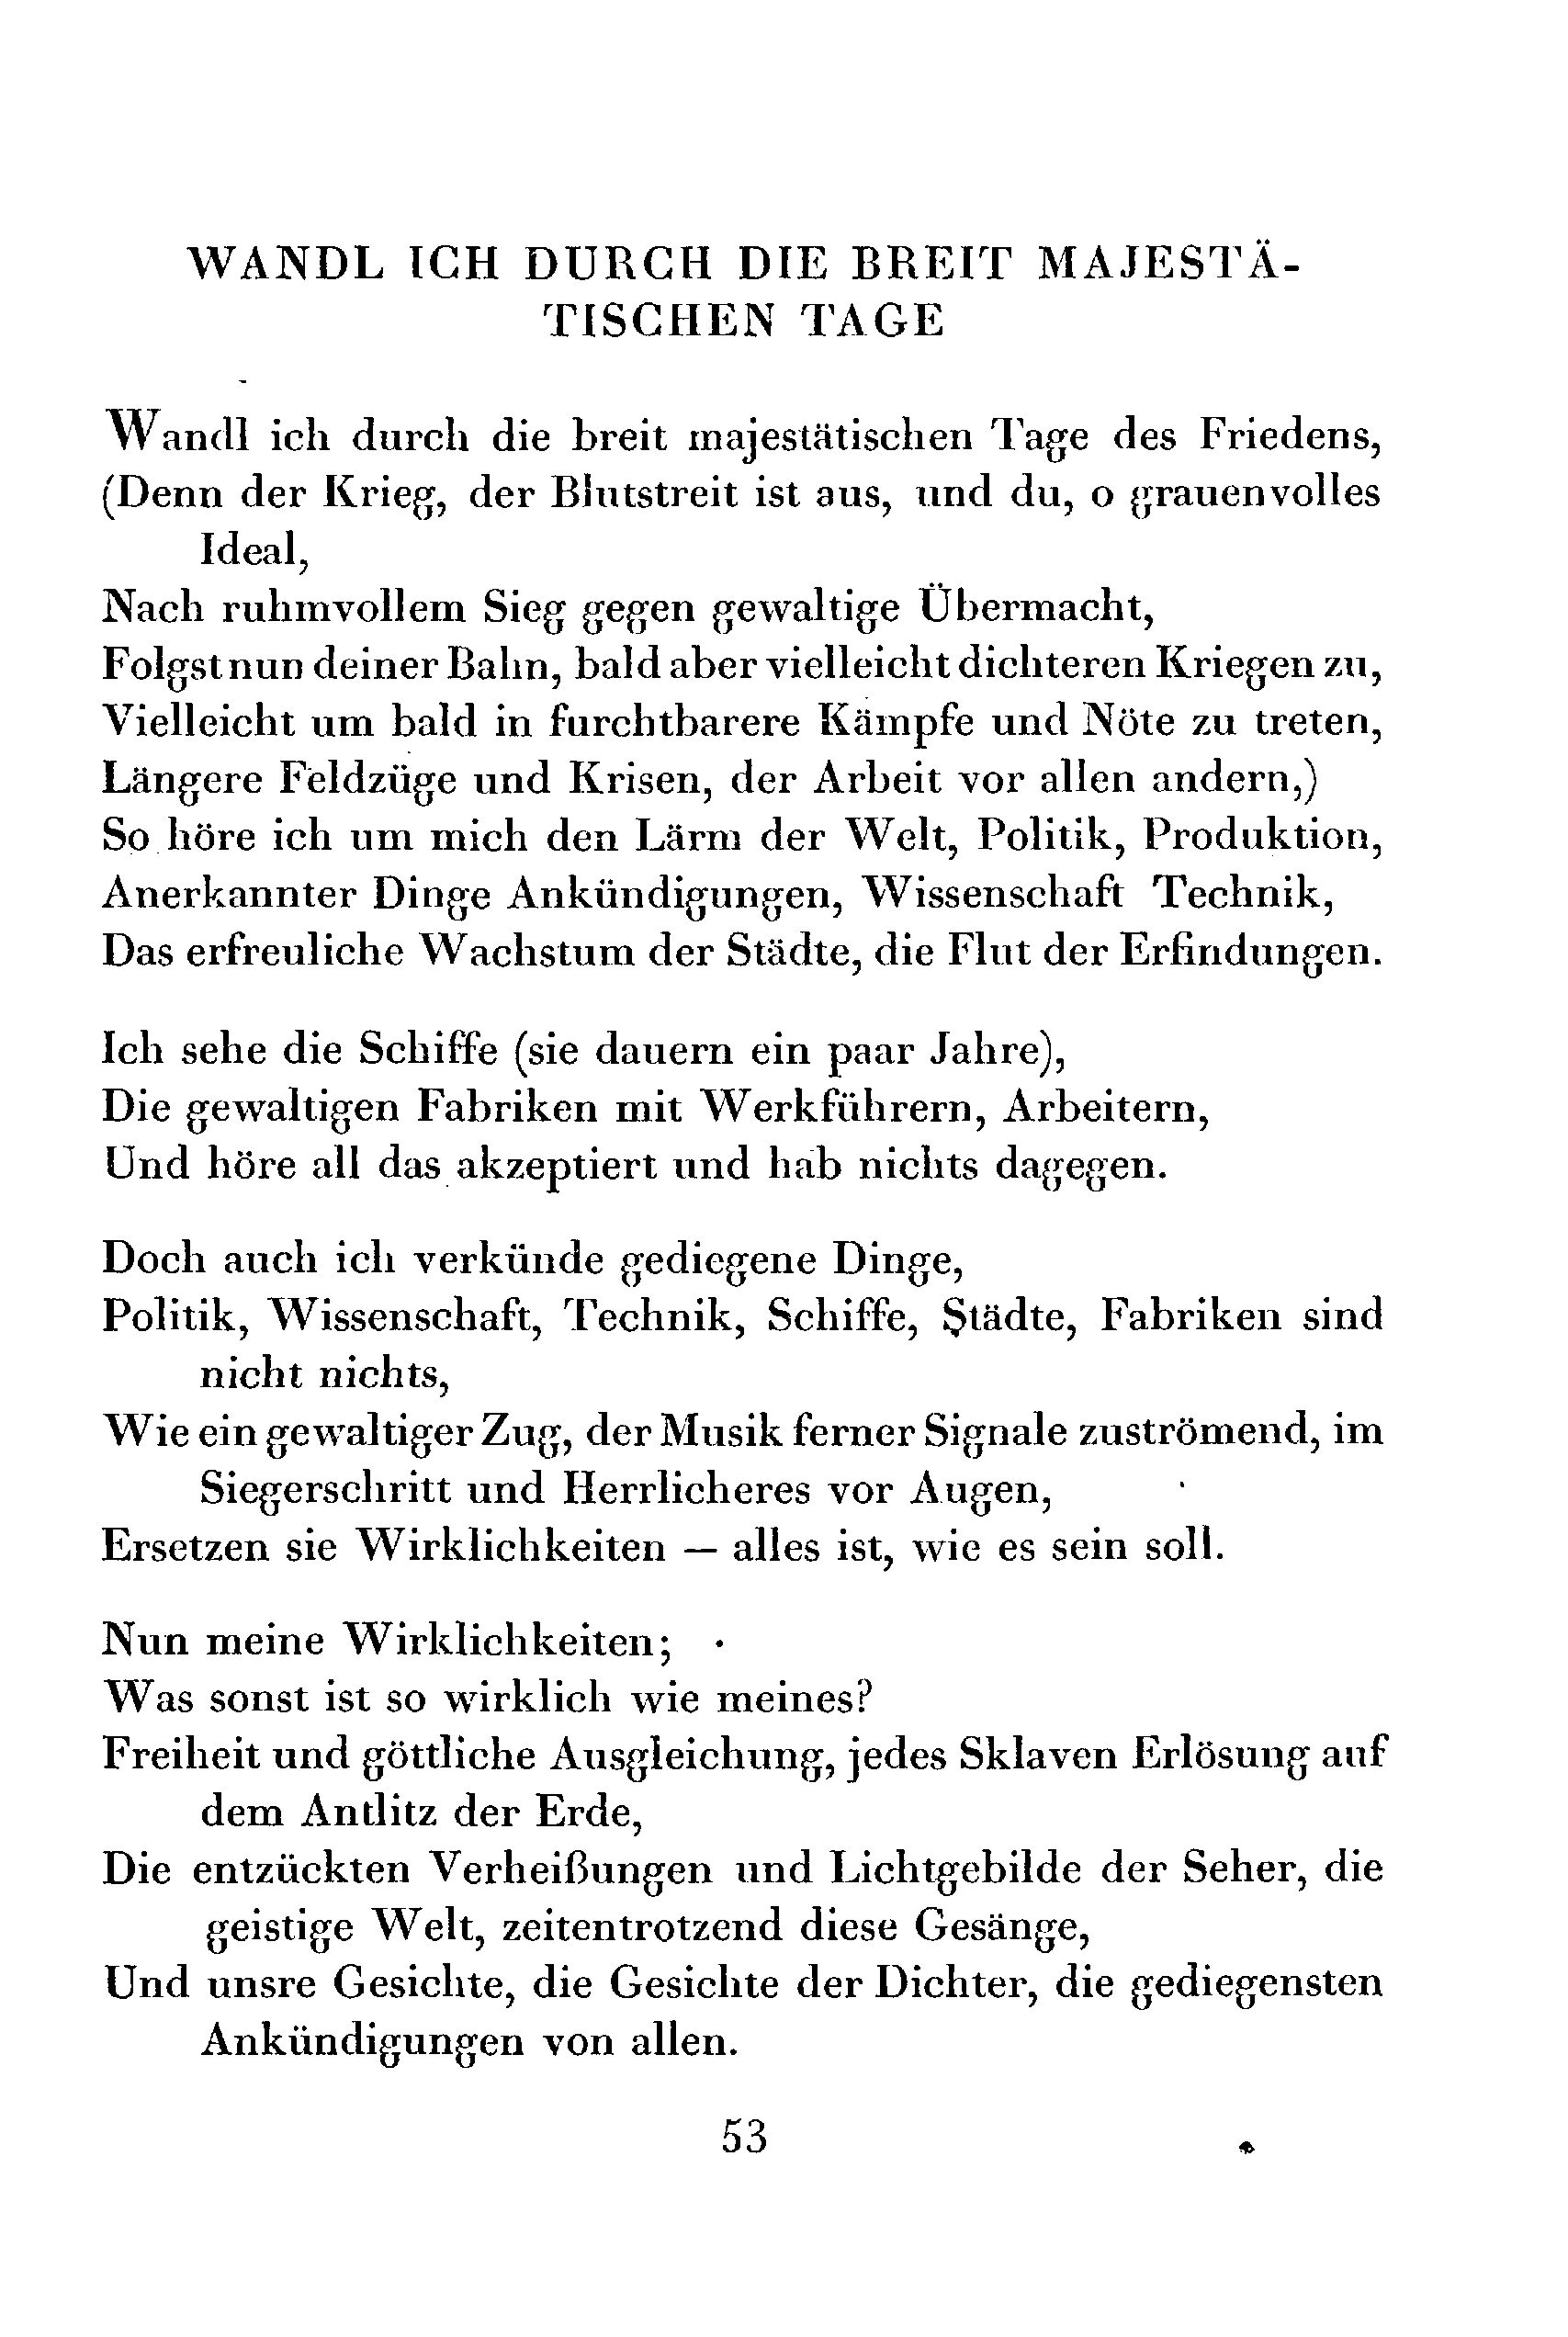 WANDL ICH DURCH DIE BREIT MAJESTÄ-
TISCHEN TAGE
Wandl ich durch die breit majestätischen Tage des Friedens,
(Denn der Krieg, der Blutstreit ist aus, und du, o grauenvolles
Ideal,
Nach ruhmvollem Sieg gegen gewaltige Übermacht,
Folgst nun deiner Bahn, bald aber vielleicht dichteren Kriegen zu,
Vielleicht um bald in furchtbarere Kämpfe und Nöte zu treten,
Längere Feldzüge und Krisen, der Arbeit vor allen andern,)
So höre ich um mich den Lärm der Welt, Politik, Produktion,
Anerkannter Dinge Ankündigungen, Wissenschaft Technik,
Das erfreuliche Wachstum der Städte, die Flut der Erfindungen.
Ich sehe die Schiffe (sie dauern ein paar Jahre),
Die gewaltigen Fabriken mit Werkführern, Arbeitern,
Und höre all das akzeptiert und hab nichts dagegen.
Doch auch ich verkünde gediegene Dinge,
Politik, Wissenschaft, Technik, Schiffe, Städte, Fabriken sind
nicht nichts,
Wie ein gewaltiger Zug, der Musik ferner Signale zuströmend, im
Siegerschritt und Herrlicheres vor Augen,
Ersetzen sie Wirklichkeiten — alles ist, wie es sein soll.
Nun meine Wirklichkeiten;
Was sonst ist so wirklich wie meines?
Freiheit und göttliche Ausgleichung, jedes Sklaven Erlösung auf
dem Antlitz der Erde,
Die entzückten Verheißungen und Lichtgebilde der Seher, die
geistige Welt, zeitentrotzend diese Gesänge,
Und unsre Gesichte, die Gesichte der Dichter, die gediegensten
Ankündigungen von allen.
53